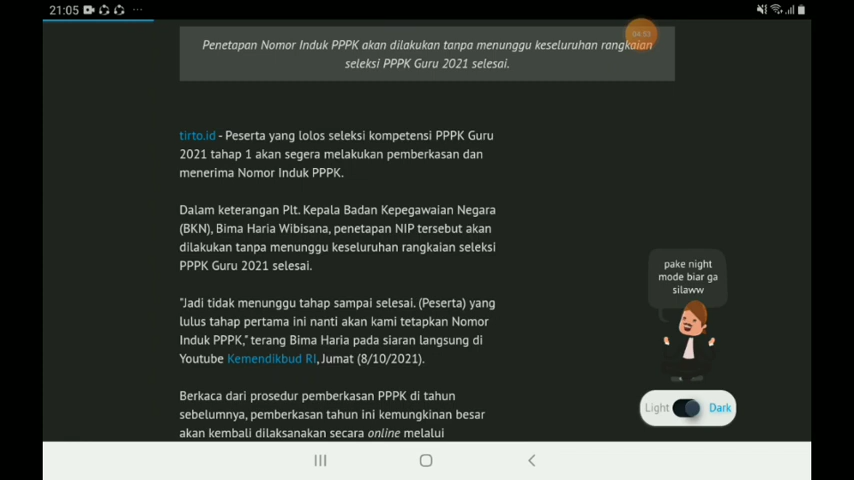 21:05
04:53
Penetapan Nomor Induk PPPK akan dilakukan tanpa menunggu keseluruhan rangkaian
seleksi PPPK Guru 2021 selesai.
tirto.id - Peserta yang lolos seleksi kompetensi PPPK Guru
2021 tahap 1 akan segera melakukan pemberkasan dan
menerima Nomor Induk PPPK.
Dalam keterangan Plt. Kepala Badan Kepegawaian Negara
(BKN), Bima Haria Wibisana, penetapan NIP tersebut akan
dilakukan tanpa menunggu keseluruhan rangkaian seleksi
PPPK Guru 2021 selesai.
"Jadi tidak menunggu tahap sampai selesai. (Peserta) yang
lulus tahap pertama ini nanti akan kami tetapkan Nomor
Induk PPPK," terang Bima Haria pada siaran langsung di
Youtube Kemendikbud RI, Jumat (8/10/2021).
Berkaca dari prosedur pemberkasan PPPK di tahun
sebelumnya, pemberkasan tahun ini kemungkinan besar
akan kembali dilaksanakan secara online melalui
pake night
mode biar ga
silaww
Light Dark